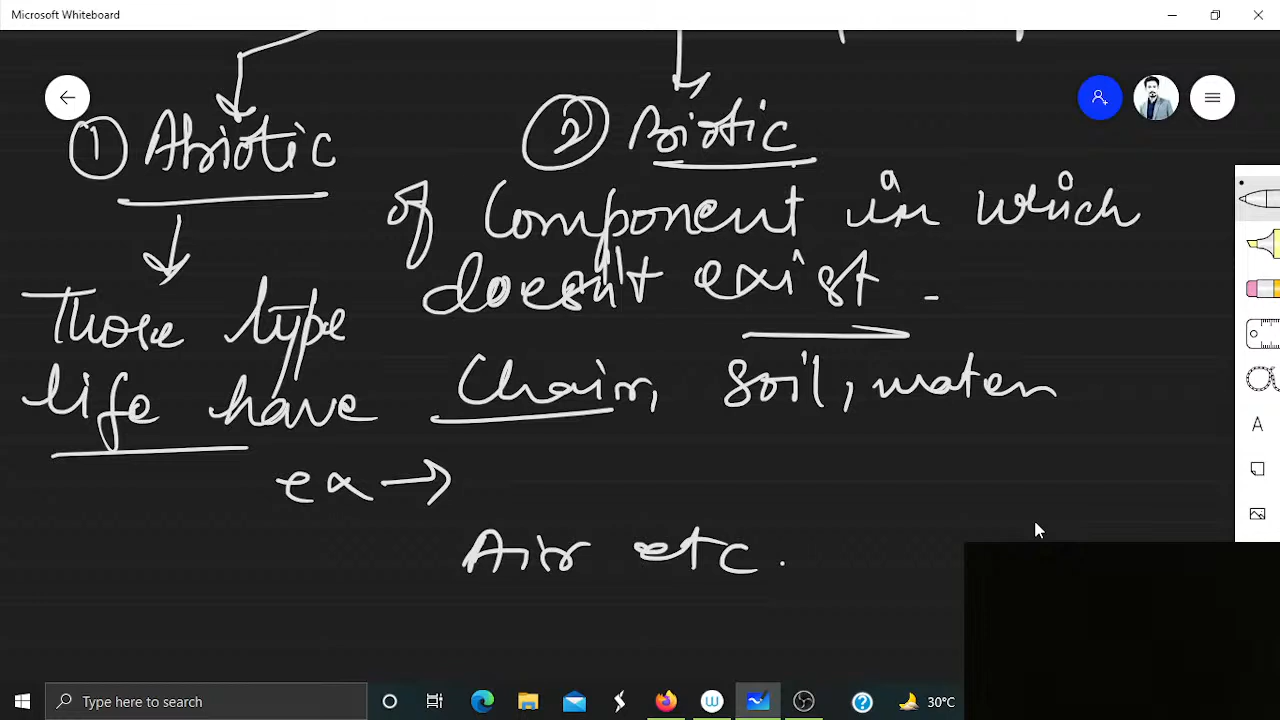 Microsoft Whiteboard
① Abiotic
② Biotic
Those type of Component in which
life have doesn't exist -
ex → Chair, soil, water
Air etc.
A
Type here to search
30°C